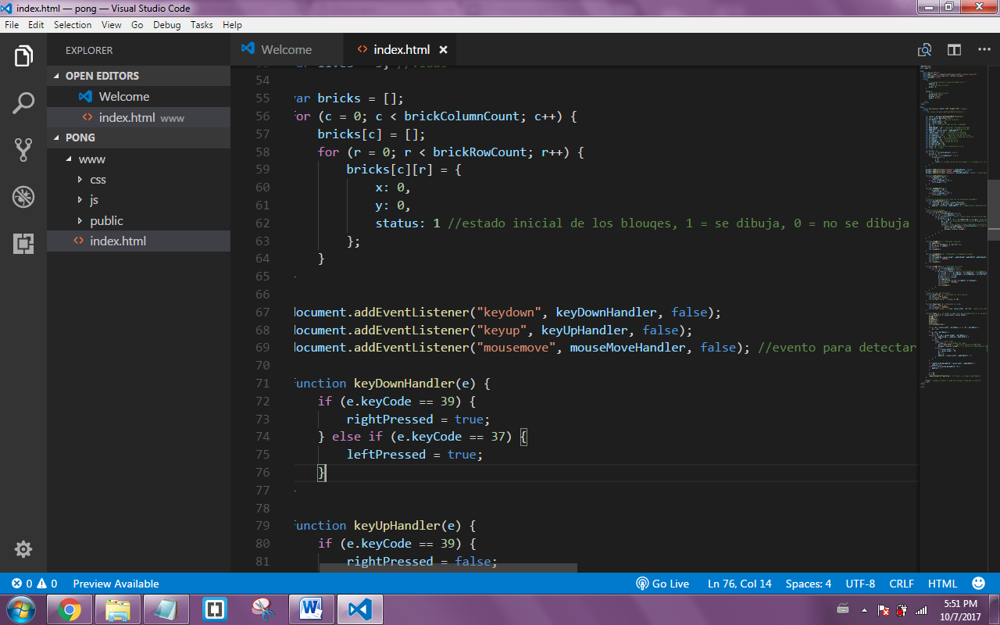 index.html — pong — Visual Studio Code
File Edit Selection View Go Debug Tasks Help
EXPLORER
OPEN EDITORS
Welcome
index.html www
PONG
www
css
js
public
index.html
Welcome
index.html
54
55 var bricks = [];
56 for (c = 0; c < brickColumnCount; c++) {
57 bricks[c] = [];
58 for (r = 0; r < brickRowCount; r++) {
59 bricks[c][r] = {
60 x: 0,
61 y: 0,
62 status: 1 //estado inicial de los blouqes, 1 = se dibuja, 0 = no se dibuja
63 };
64 }
65
66
67 document.addEventListener("keydown", keyDownHandler, false);
68 document.addEventListener("keyup", keyUpHandler, false);
69 document.addEventListener("mousemove", mouseMoveHandler, false); //evento para detectar
70
71 function keyDownHandler(e) {
72 if (e.keyCode == 39) {
73 rightPressed = true;
74 } else if (e.keyCode == 37) {
75 leftPressed = true;
76 }
77
78
79 function keyUpHandler(e) {
80 if (e.keyCode == 39) {
81 rightPressed = false;
0 0 Preview Available
Go Live Ln 76, Col 14 Spaces: 4 UTF-8 CRLF HTML
5:51 PM
10/7/2017